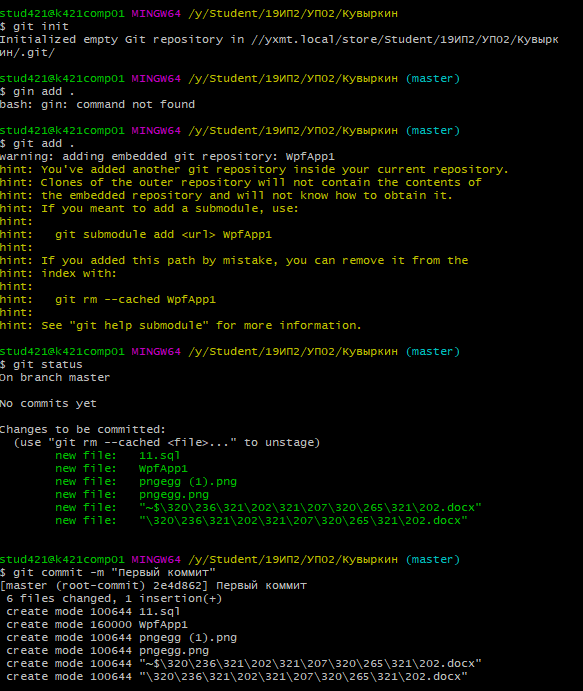 stud421@k421comp01 MINGW64 /y/Student/19ИП2/УП02/Кувыркин
$ git init
Initialized empty Git repository in //yxmt.local/store/Student/19ИП2/УП02/Кувырк
ин/.git/
stud421@k421comp01 MINGW64 /y/Student/19ИП2/УП02/Кувыркин (master)
$ gin add .
bash: gin: command not found
stud421@k421comp01 MINGW64 /y/Student/19ИП2/УП02/Кувыркин (master)
$ git add .
warning: adding embedded git repository: WpfApp1
hint: You've added another git repository inside your current repository.
hint: Clones of the outer repository will not contain the contents of
hint: the embedded repository and will not know how to obtain it.
hint: If you meant to add a submodule, use:
hint:
hint:   git submodule add <url> WpfApp1
hint:
hint: If you added this path by mistake, you can remove it from the
hint: index with:
hint:
hint:   git rm --cached WpfApp1
hint:
hint: See "git help submodule" for more information.
stud421@k421comp01 MINGW64 /y/Student/19ИП2/УП02/Кувыркин (master)
$ git status
On branch master
No commits yet
Changes to be committed:
  (use "git rm --cached <file>..." to unstage)
        new file:   11.sql
        new file:   WpfApp1
        new file:   pngegg (1).png
        new file:   pngegg.png
        new file:   "~$\320\236\321\202\321\207\320\265\321\202.docx"
        new file:   "\320\236\321\202\321\207\320\265\321\202.docx"
stud421@k421comp01 MINGW64 /y/Student/19ИП2/УП02/Кувыркин (master)
$ git commit -m "Первый коммит"
[master (root-commit) 2e4d862] Первый коммит
 6 files changed, 1 insertion(+)
 create mode 100644 11.sql
 create mode 160000 WpfApp1
 create mode 100644 pngegg (1).png
 create mode 100644 pngegg.png
 create mode 100644 "~$\320\236\321\202\321\207\320\265\321\202.docx"
 create mode 100644 "\320\236\321\202\321\207\320\265\321\202.docx"